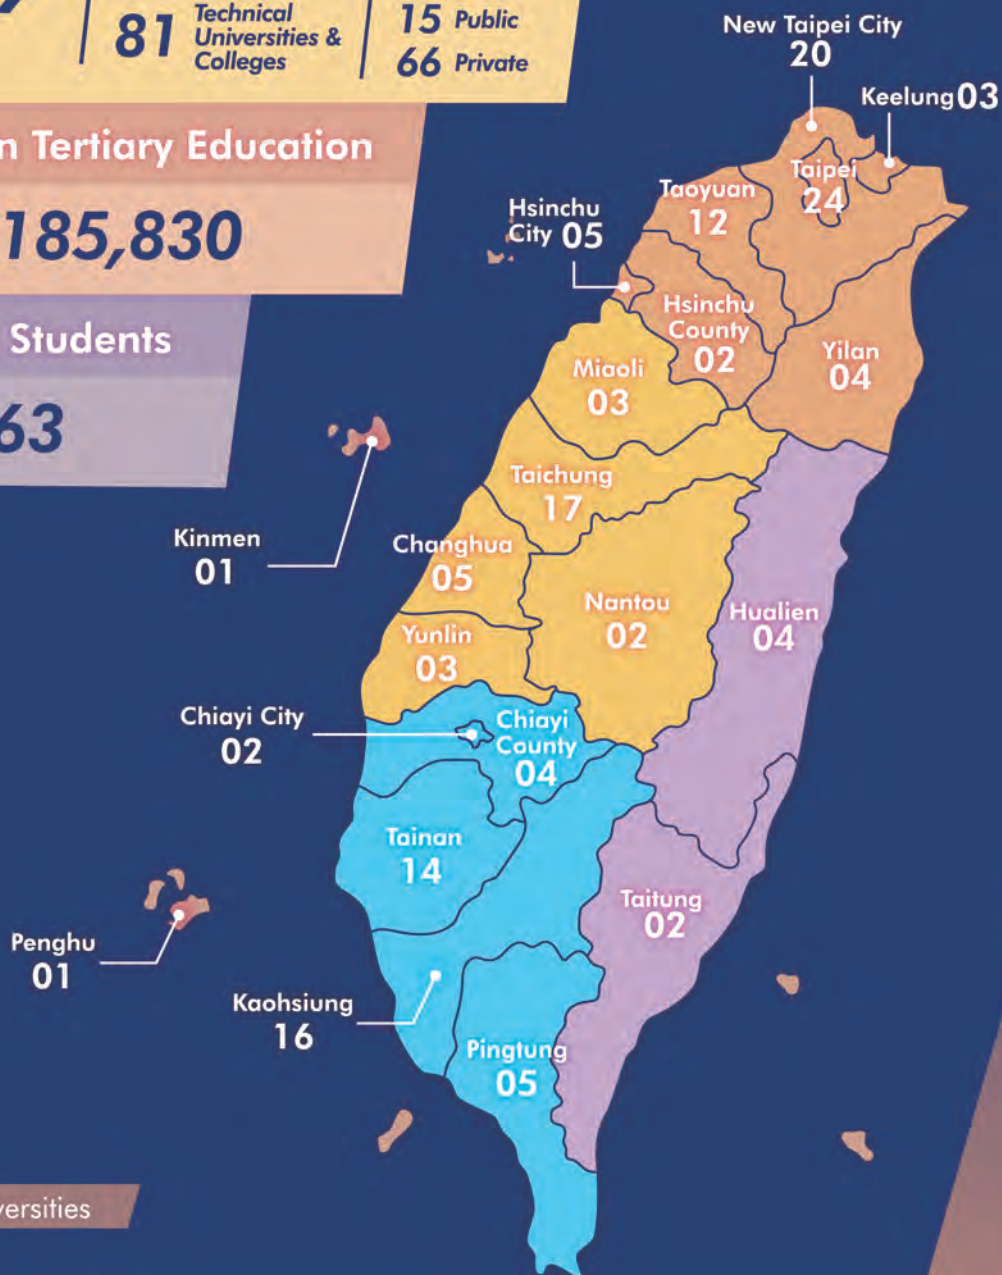 81
Technical
Universities &
Colleges
15 Public
66 Private
n Tertiary Education
185,830
Students
63
New Taipei City
20
Keelung 03
Taipei
24
Taoyuan
12
Hsinchu
City 05
Hsinchu
County
02
Yilan
04
Miaoli
03
Taichung
17
Kinmen
01
Changhua
05
Nantou
02
Hualien
04
Yunlin
03
Chiayi City
02
Chiayi
County
04
Tainan
14
Taitung
02
Penghu
01
Kaohsiung
16
Pingtung
05
versities